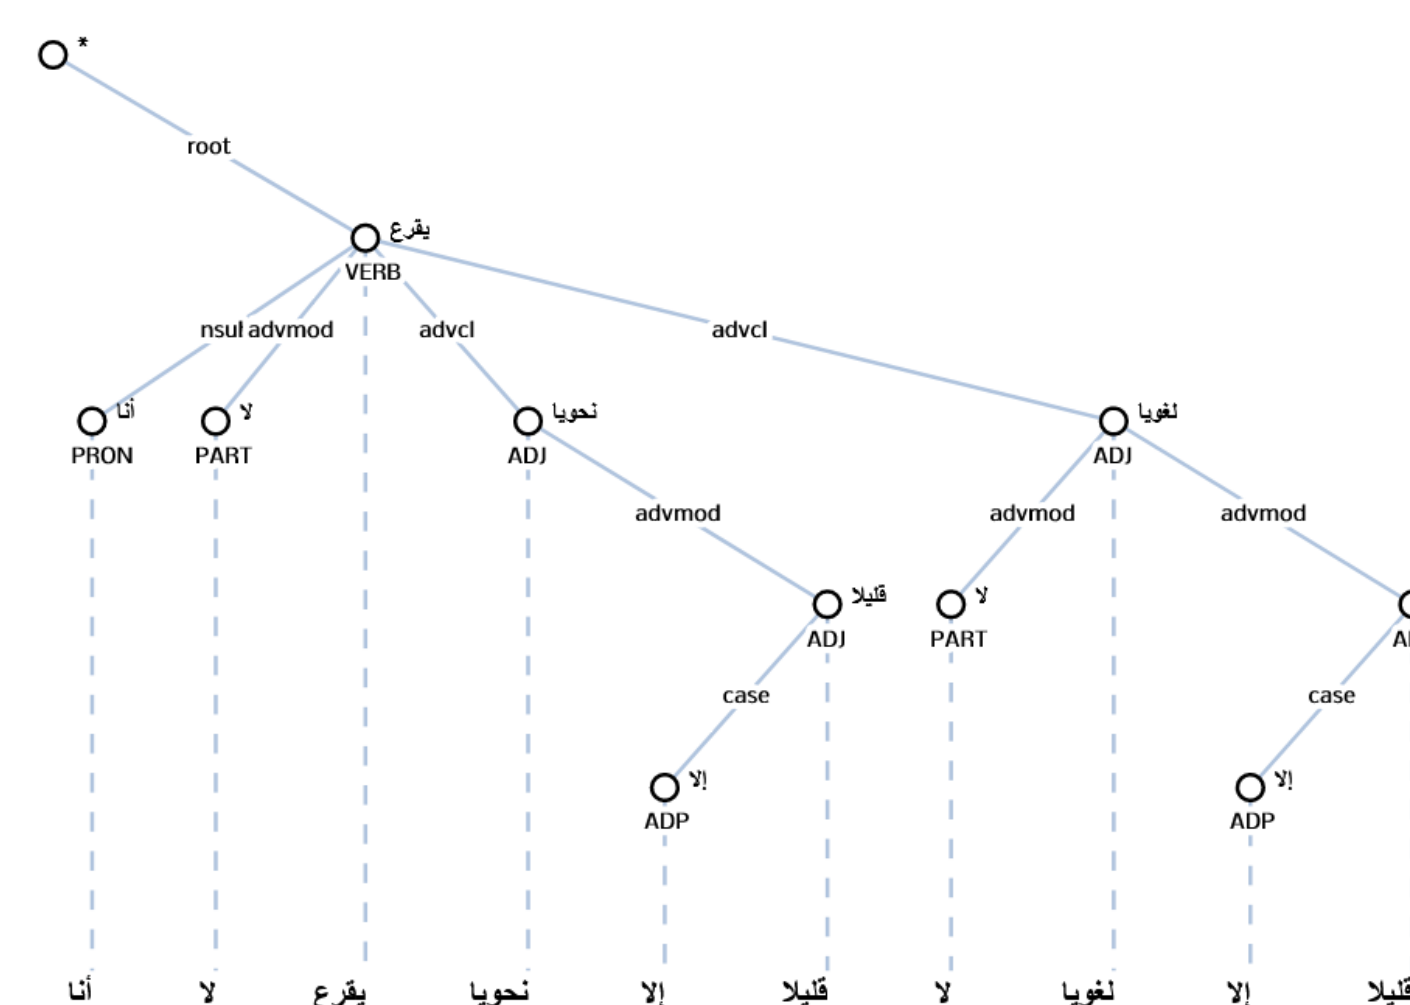 *
root
يقرع
VERB
advmod
advcl
advcl
أنا
لا
نحويا
لغويا
PRON
PART
ADJ
ADJ
advmod
advmod
advmod
قليلا
لا
ADJ
PART
case
case
إلا
إلا
ADP
ADP
أنا لا يقرع نحويا إلا قليلا لا لغويا إلا قليلا